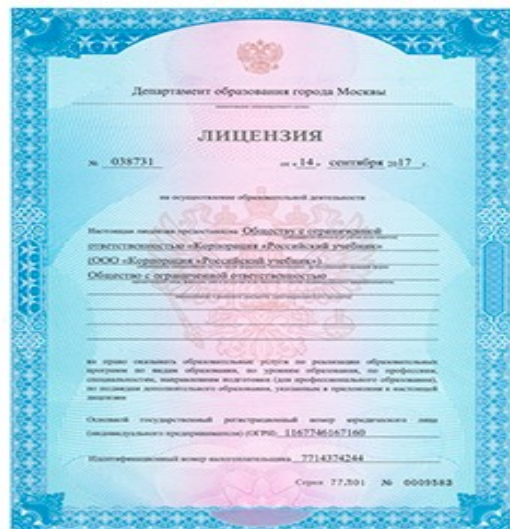 Департамент образования города Москвы
ЛИЦЕНЗИЯ
№ 038731 от «14» сентября 2017 г.
на осуществление образовательной деятельности
Настоящая лицензия предоставлена Обществу с ограниченной
ответственностью «Корпорация «Российский учебник»
(ООО «Корпорация «Российский учебник»)
Общество с ограниченной ответственностью
на право оказывать образовательные услуги по реализации образовательных
программ по видам образования, по уровням образования, по профессиям,
специальностям, направлениям подготовки (для профессионального образования),
по подвидам дополнительного образования, указанным в приложении к настоящей
лицензии
Основной государственный регистрационный номер юридического лица
(индивидуального предпринимателя) (ОГРН) 1167746167160
Идентификационный номер налогоплательщика 7714374244
Серия 77Л01 № 0009583